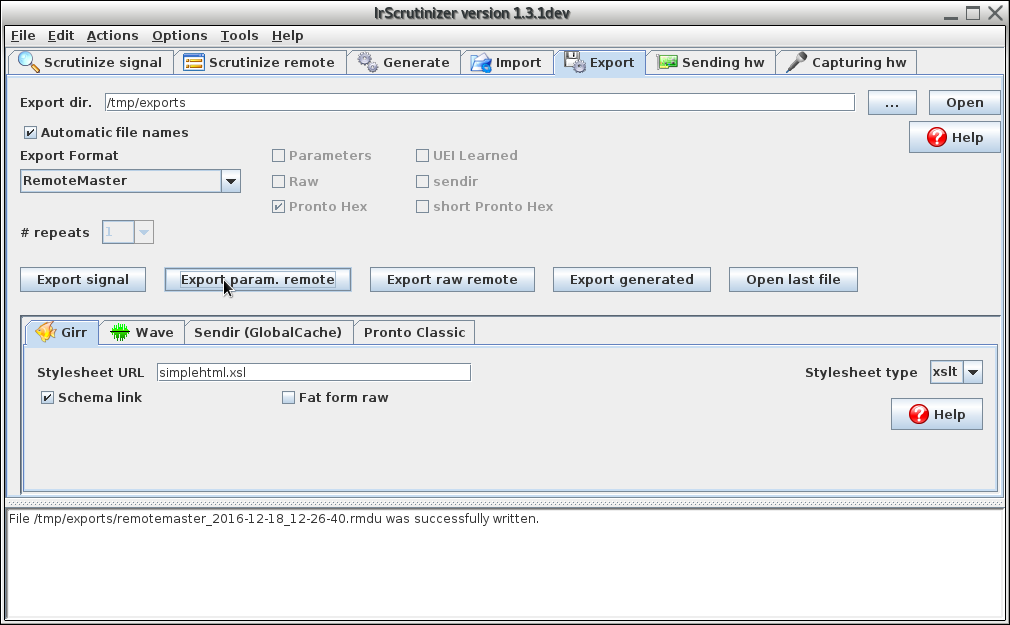 IrScrutinizer version 1.3.1dev
File Edit Actions Options Tools Help
Scrutinize signal Scrutinize remote Generate Import Export Sending hw Capturing hw
Export dir. /tmp/exports ... Open
Automatic file names
? Help
Export Format Parameters UEI Learned
RemoteMaster Raw sendir
Pronto Hex short Pronto Hex
# repeats 1
Export signal Export param. remote Export raw remote Export generated Open last file
Girr Wave Sendir (GlobalCache) Pronto Classic
Stylesheet URL simplehtml.xsl Stylesheet type xslt
Schema link Fat form raw
? Help
File /tmp/exports/remotemaster_2016-12-18_12-26-40.rmdu was successfully written.